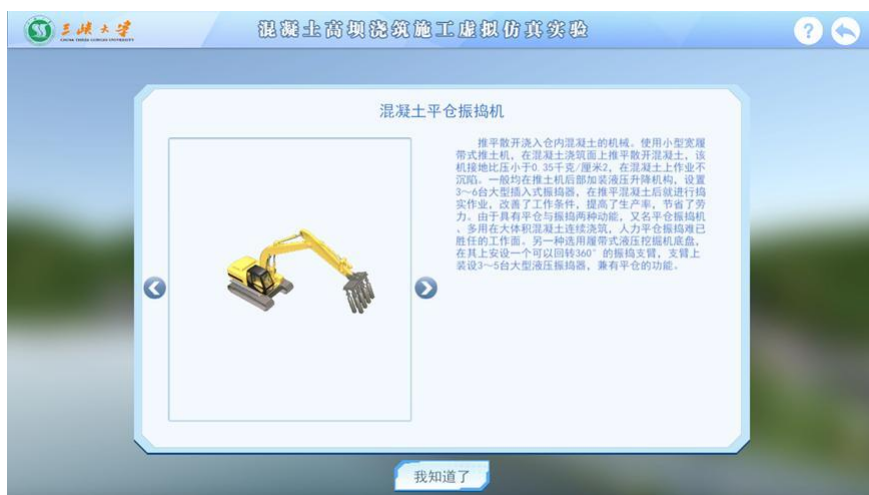 三峡大学
CHINA THREE GORGES UNIVERSITY
混凝土高坝浇筑施工虚拟仿真实验
?
混凝土平仓振捣机
推平散开浇入仓内混凝土的机械。使用小型宽履
带式推土机，在混凝土浇筑面上推平散开混凝土，该
机接地比压小于0.35千克/厘米2，在混凝土上作业不
沉陷。一般均在推土机后部加装液压升降机构，设置
3～6台大型插入式振捣器，在推平混凝土后就进行捣
实作业，改善了工作条件，提高了生产率，节省了劳
力。由于具有平仓与振捣两种动能，又名平仓振捣机
、多用在大体积混凝土连续浇筑，人力平仓振捣难已
胜任的工作面。另一种选用履带式液压挖掘机底盘，
在其上安设一个可以回转360°的振捣支臂，支臂上
装设3～5台大型液压振捣器，兼有平仓的功能。
我知道了